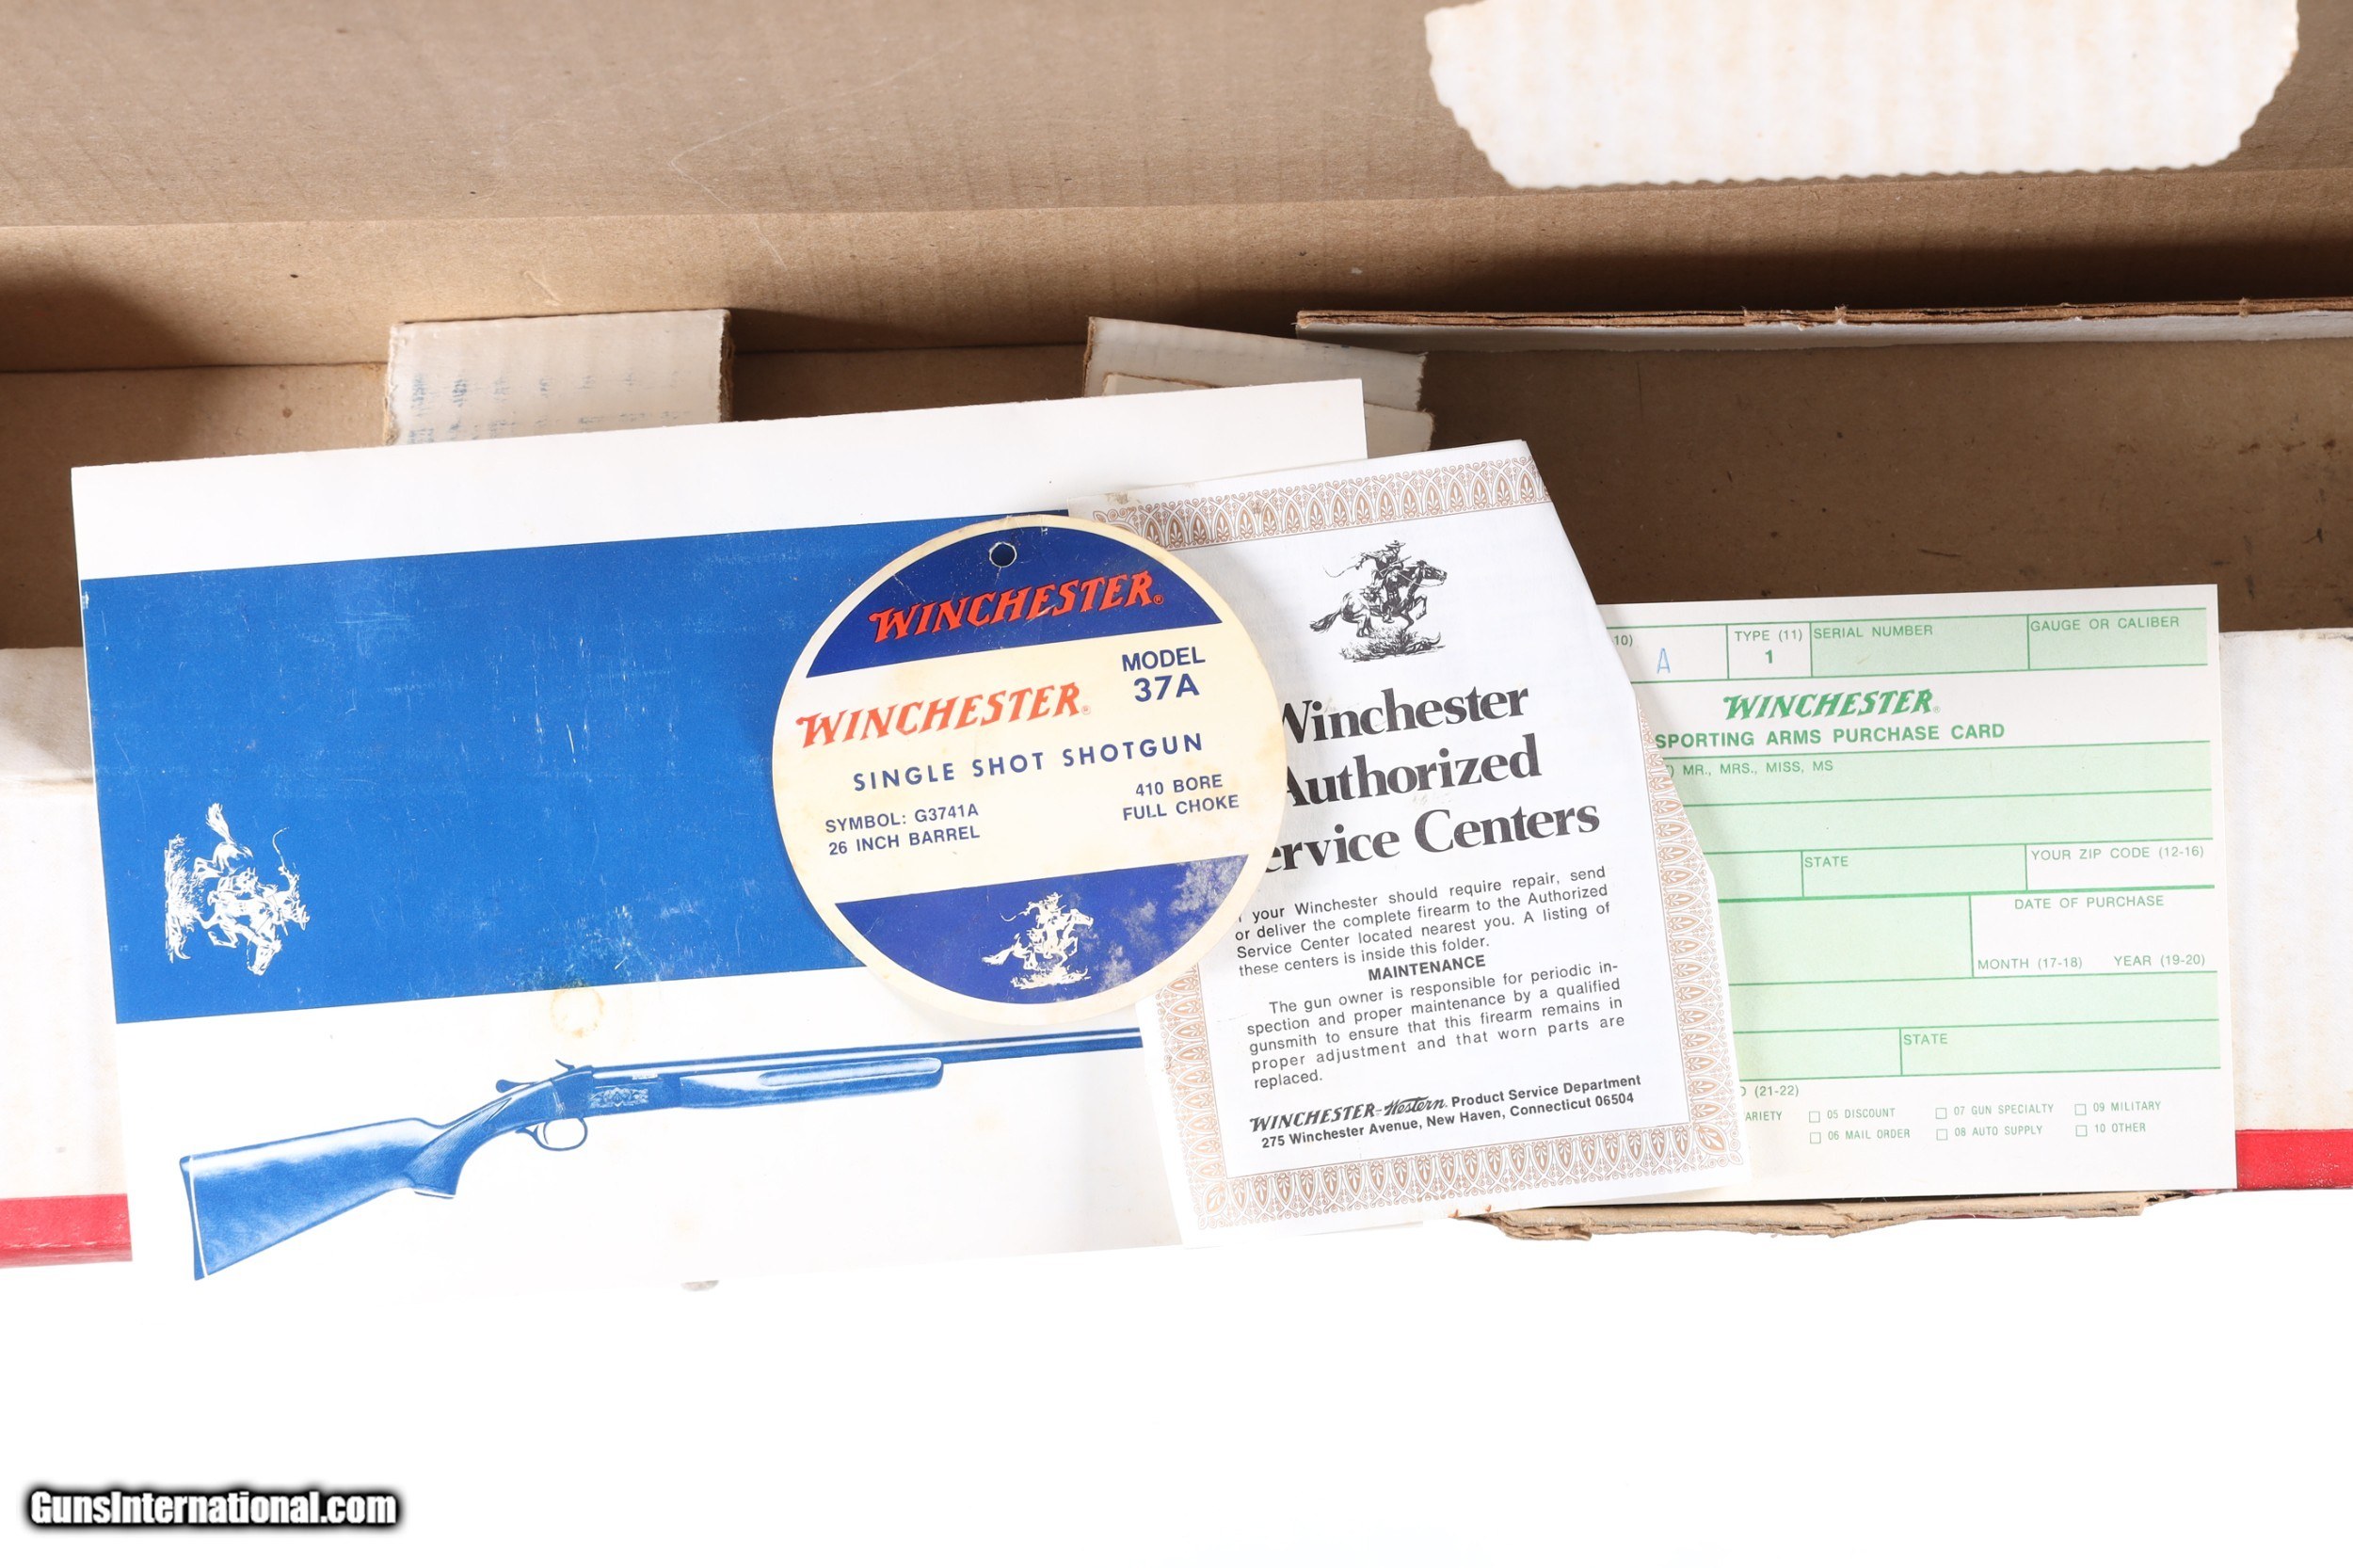 WINCHESTER®
MODEL
37A
WINCHESTER®
SINGLE SHOT SHOTGUN
SYMBOL: G3741A
26 INCH BARREL
410 BORE
FULL CHOKE
Winchester
Authorized
Service Centers
your Winchester should require repair, send
or deliver the complete firearm to the Authorized
Service Center located nearest you. A listing of
these centers is inside this folder.
MAINTENANCE
The gun owner is responsible for periodic in-
spection and proper maintenance by a qualified
gunsmith to ensure that this firearm remains in
proper adjustment and that worn parts are
replaced.
WINCHESTER-Western. Product Service Department
275 Winchester Avenue, New Haven, Connecticut 06504
10)
A
TYPE (11)
1
SERIAL NUMBER
GAUGE OR CALIBER
WINCHESTER®
SPORTING ARMS PURCHASE CARD
MR., MRS., MISS, MS
STATE
YOUR ZIP CODE (12-16)
DATE OF PURCHASE
MONTH (17-18) YEAR (19-20)
STATE
(21-22)
ARIETY
05 DISCOUNT
07 GUN SPECIALTY
09 MILITARY
06 MAIL ORDER
08 AUTO SUPPLY
10 OTHER
GunsInternational.com